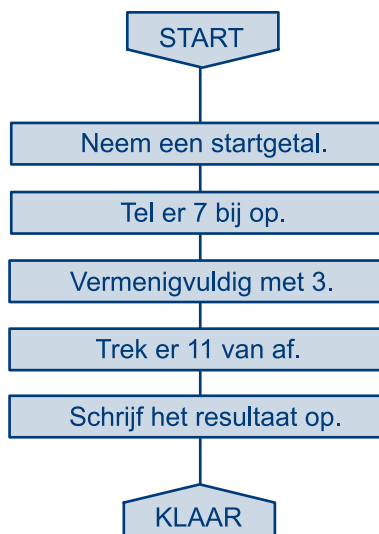 START
Neem een startgetal.
Tel er 7 bij op.
Vermenigvuldig met 3.
Trek er 11 van af.
Schrijf het resultaat op.
KLAAR